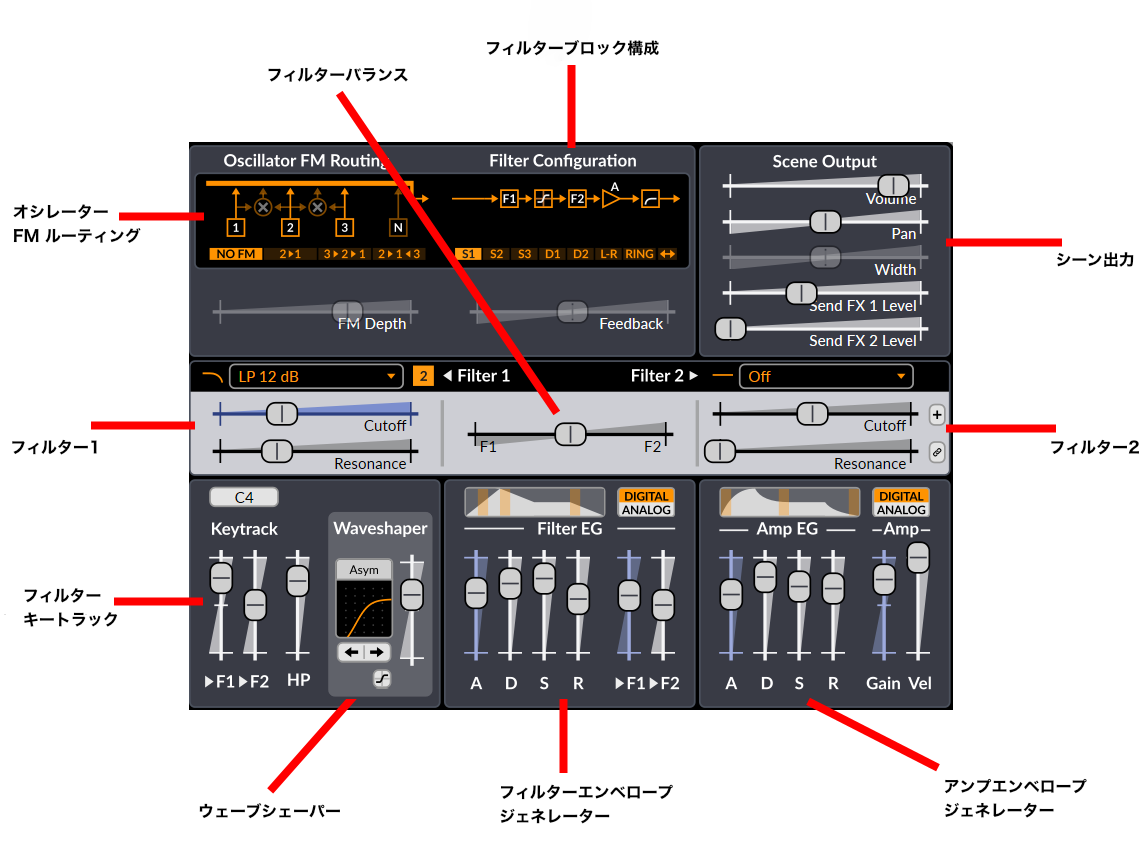 フィルターブロック構成
フィルターバランス
Oscillator FM Routing
Filter Configuration
Scene Output
A
F1
F2
1
2
3
N
NO FM
2▸1
3▸2▸1
2▸1◂3
S1
S2
S3
D1
D2
L-R
RING
Volume
Pan
Width
Send FX 1 Level
Send FX 2 Level
FM Depth
Feedback
オシレーター
FM ルーティング
シーン出力
LP 12 dB
2
◀ Filter 1
Filter 2 ▶
Off
Cutoff
Resonance
F1
F2
Cutoff
+
Resonance
フィルター1
フィルター2
C4
Keytrack
▶F1
▶F2
HP
Waveshaper
Asym
DIGITAL
ANALOG
Filter EG
A
D
S
R
▶F1
▶F2
DIGITAL
ANALOG
Amp EG
Amp
A
D
S
R
Gain
Vel
フィルター
キートラック
ウェーブシェーパー
フィルターエンベロープ
ジェネレーター
アンプエンベロープ
ジェネレーター